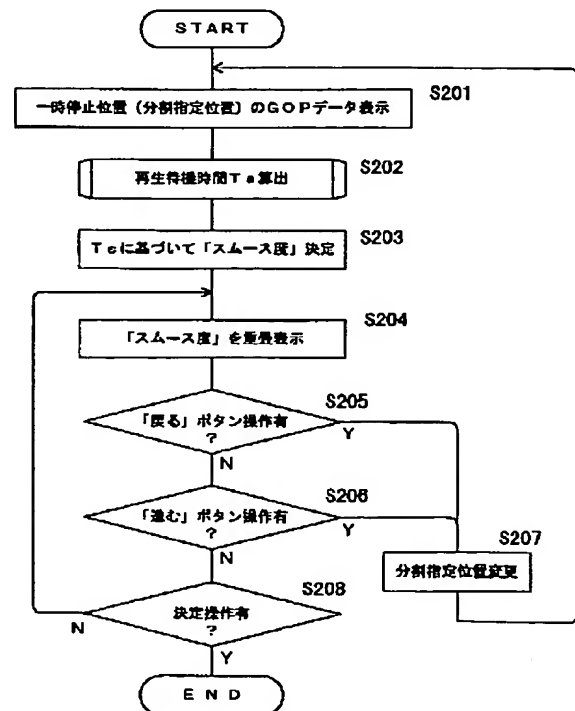 START
一時停止位置(分割指定位置)のGOPデータ表示
S201
再生待機時間Ta算出
S202
Tcに基づいて「スムース度」決定
S203
「スムース度」を重畳表示
S204
「戻る」ボタン操作有
?
S205
Y
N
「進む」ボタン操作有
?
S206
Y
N
S207
分割指定位置変更
決定操作有
?
S208
N
Y
END